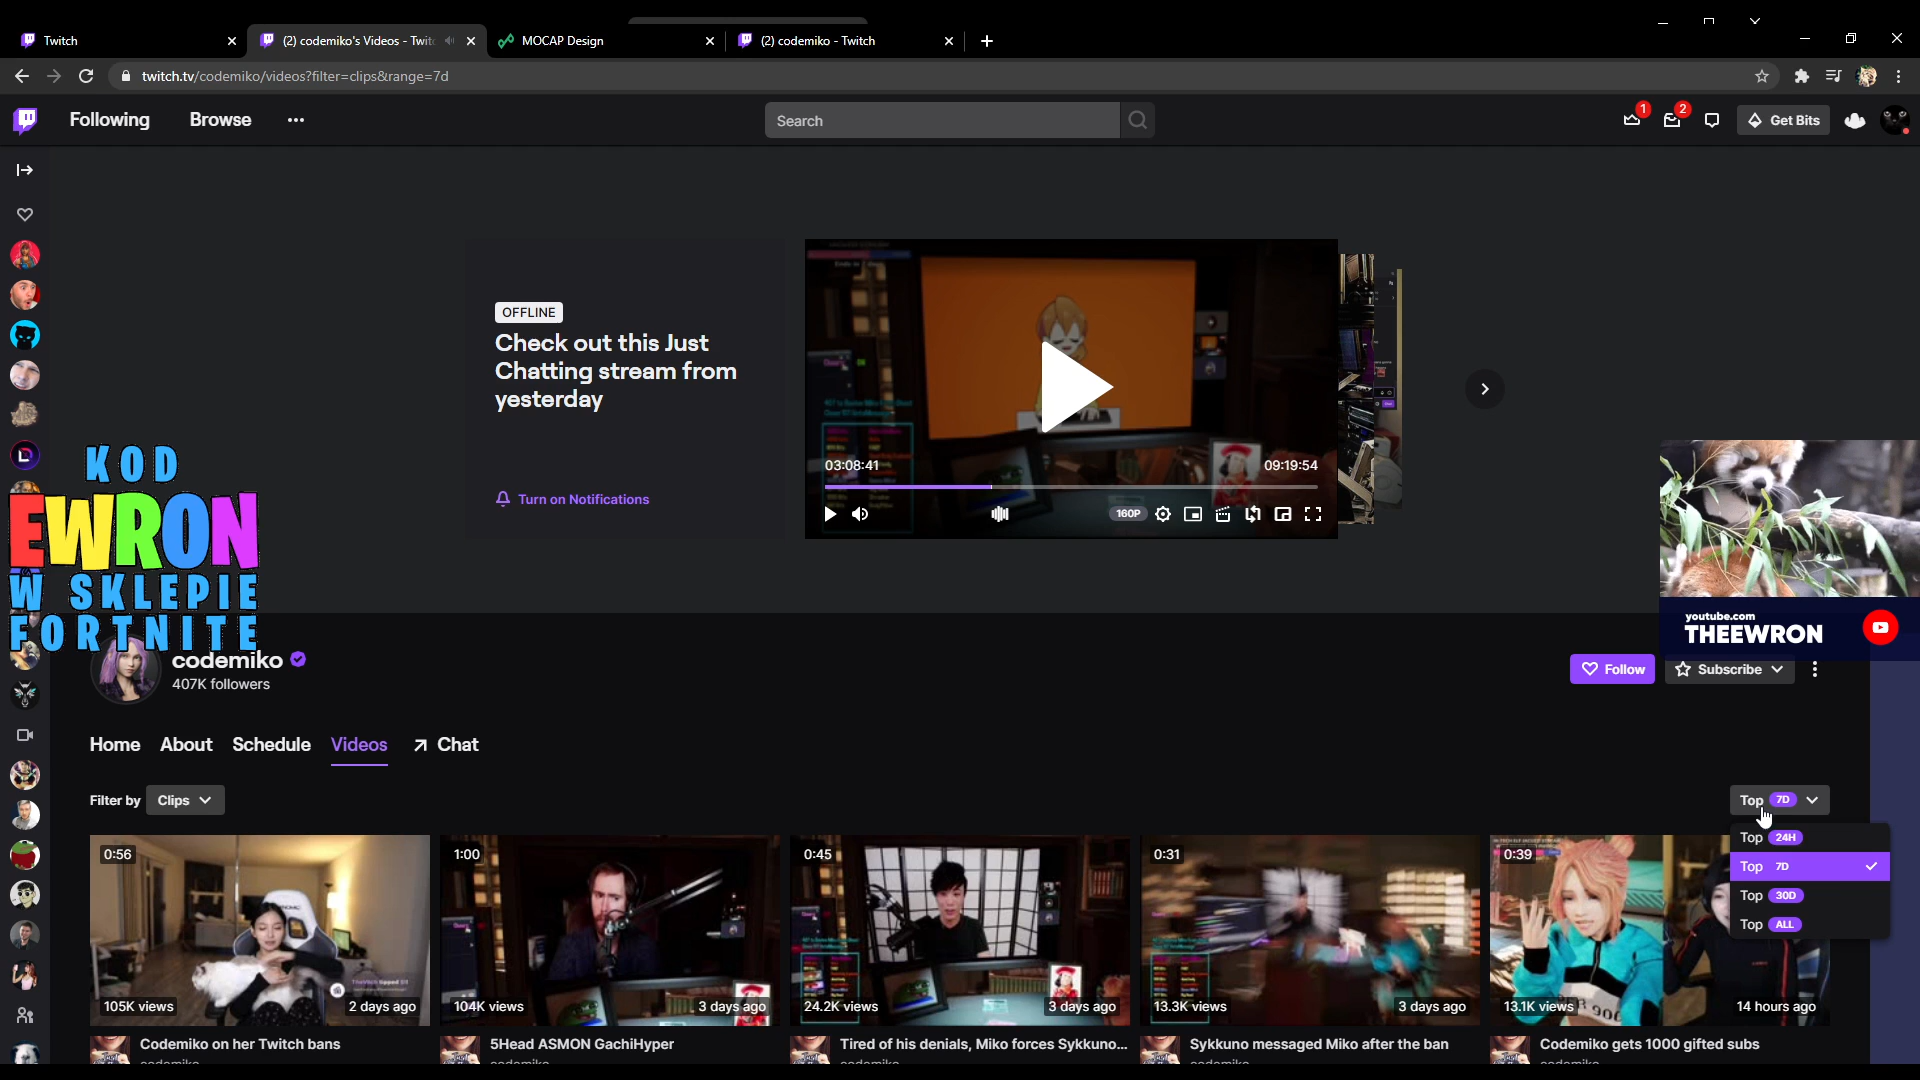 Twitch
(2) codemiko's Videos - Twitc
MOCAP Design
(2) codemiko - Twitch
twitch.tv/codemiko/videos?filter=clips&range=7d
Following
Browse
Search
1
2
Get Bits
OFFLINE
Check out this Just
Chatting stream from
yesterday
Turn on Notifications
03:08:41
09:19:54
160P
KOD
EWRON
W SKLEPIE
FORTNITE
youtube.com
THEEWRON
codemiko
407K followers
Follow
Subscribe
Home
About
Schedule
Videos
Chat
Filter by
Clips
Top 7D
Top 24H
Top 7D
Top 30D
Top ALL
0:56
105K views
2 days ago
1:00
104K views
3 days ago
0:45
24.2K views
3 days ago
0:31
13.3K views
3 days ago
0:39
13.1K views
14 hours ago
Codemiko on her Twitch bans
5Head ASMON GachiHyper
Tired of his denials, Miko forces Sykkuno...
Sykkuno messaged Miko after the ban
Codemiko gets 1000 gifted subs